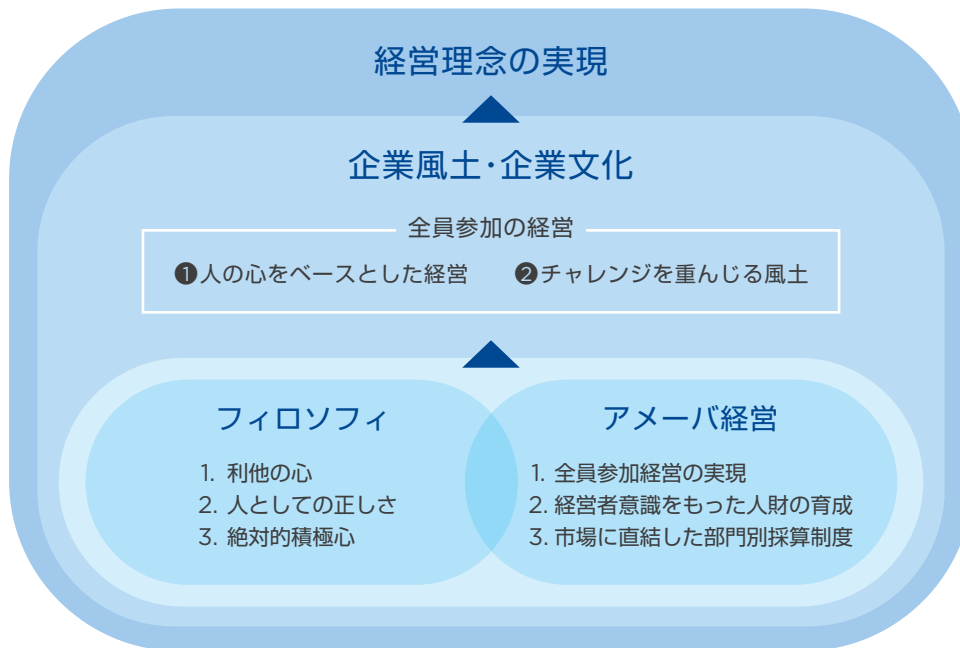 経営理念の実現
企業風土・企業文化
全員参加の経営
❶人の心をベースとした経営
❷チャレンジを重んじる風土
フィロソフィ
1. 利他の心
2. 人としての正しさ
3. 絶対的積極心
アメーバ経営
1. 全員参加経営の実現
2. 経営者意識をもった人財の育成
3. 市場に直結した部門別採算制度